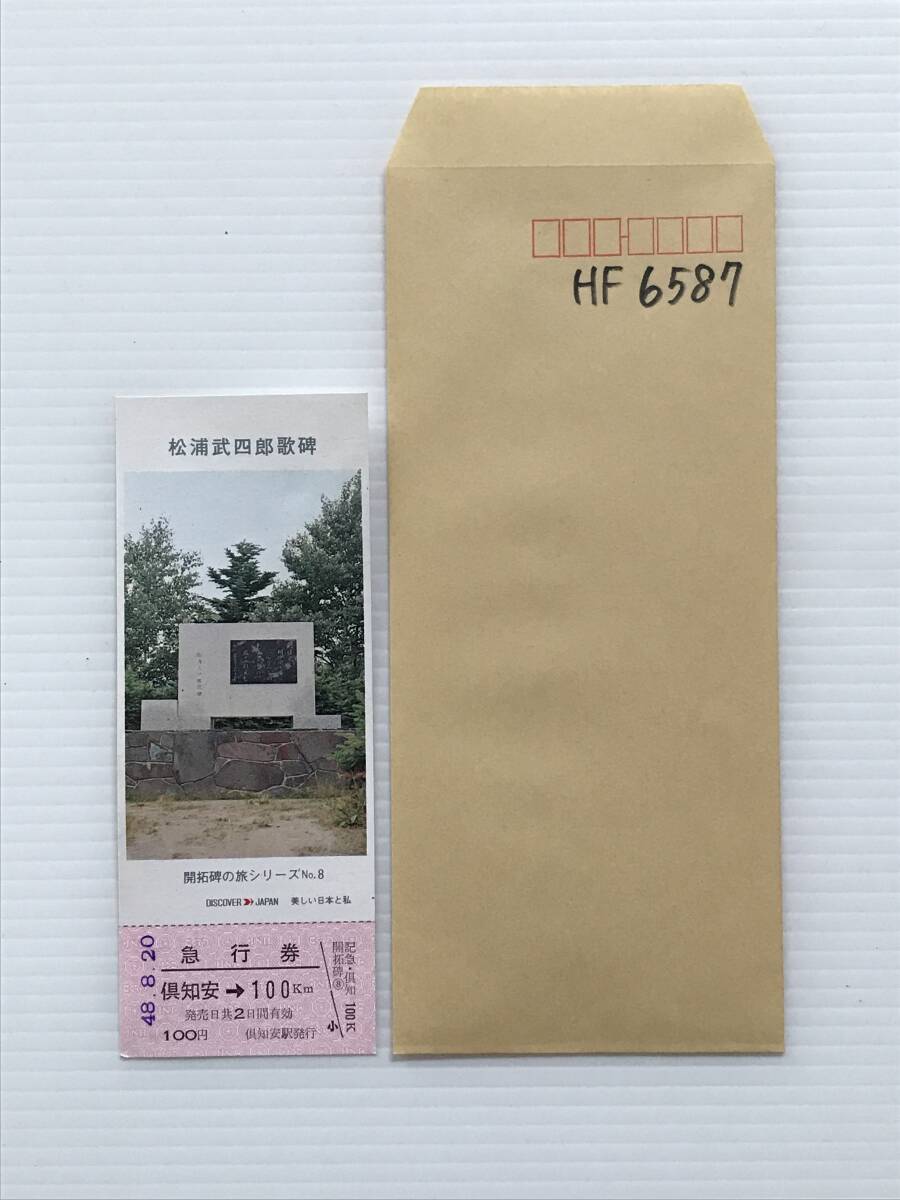 HF 6587
松浦武四郎歌碑
開拓碑の旅シリーズNo.8
DISCOVER JAPAN 美しい日本と私
48.8.20
急行券
倶知安→100Km
発売日共2日間有効
100円 倶知安駅発行
記急・倶知 100K
開拓碑⑧
小